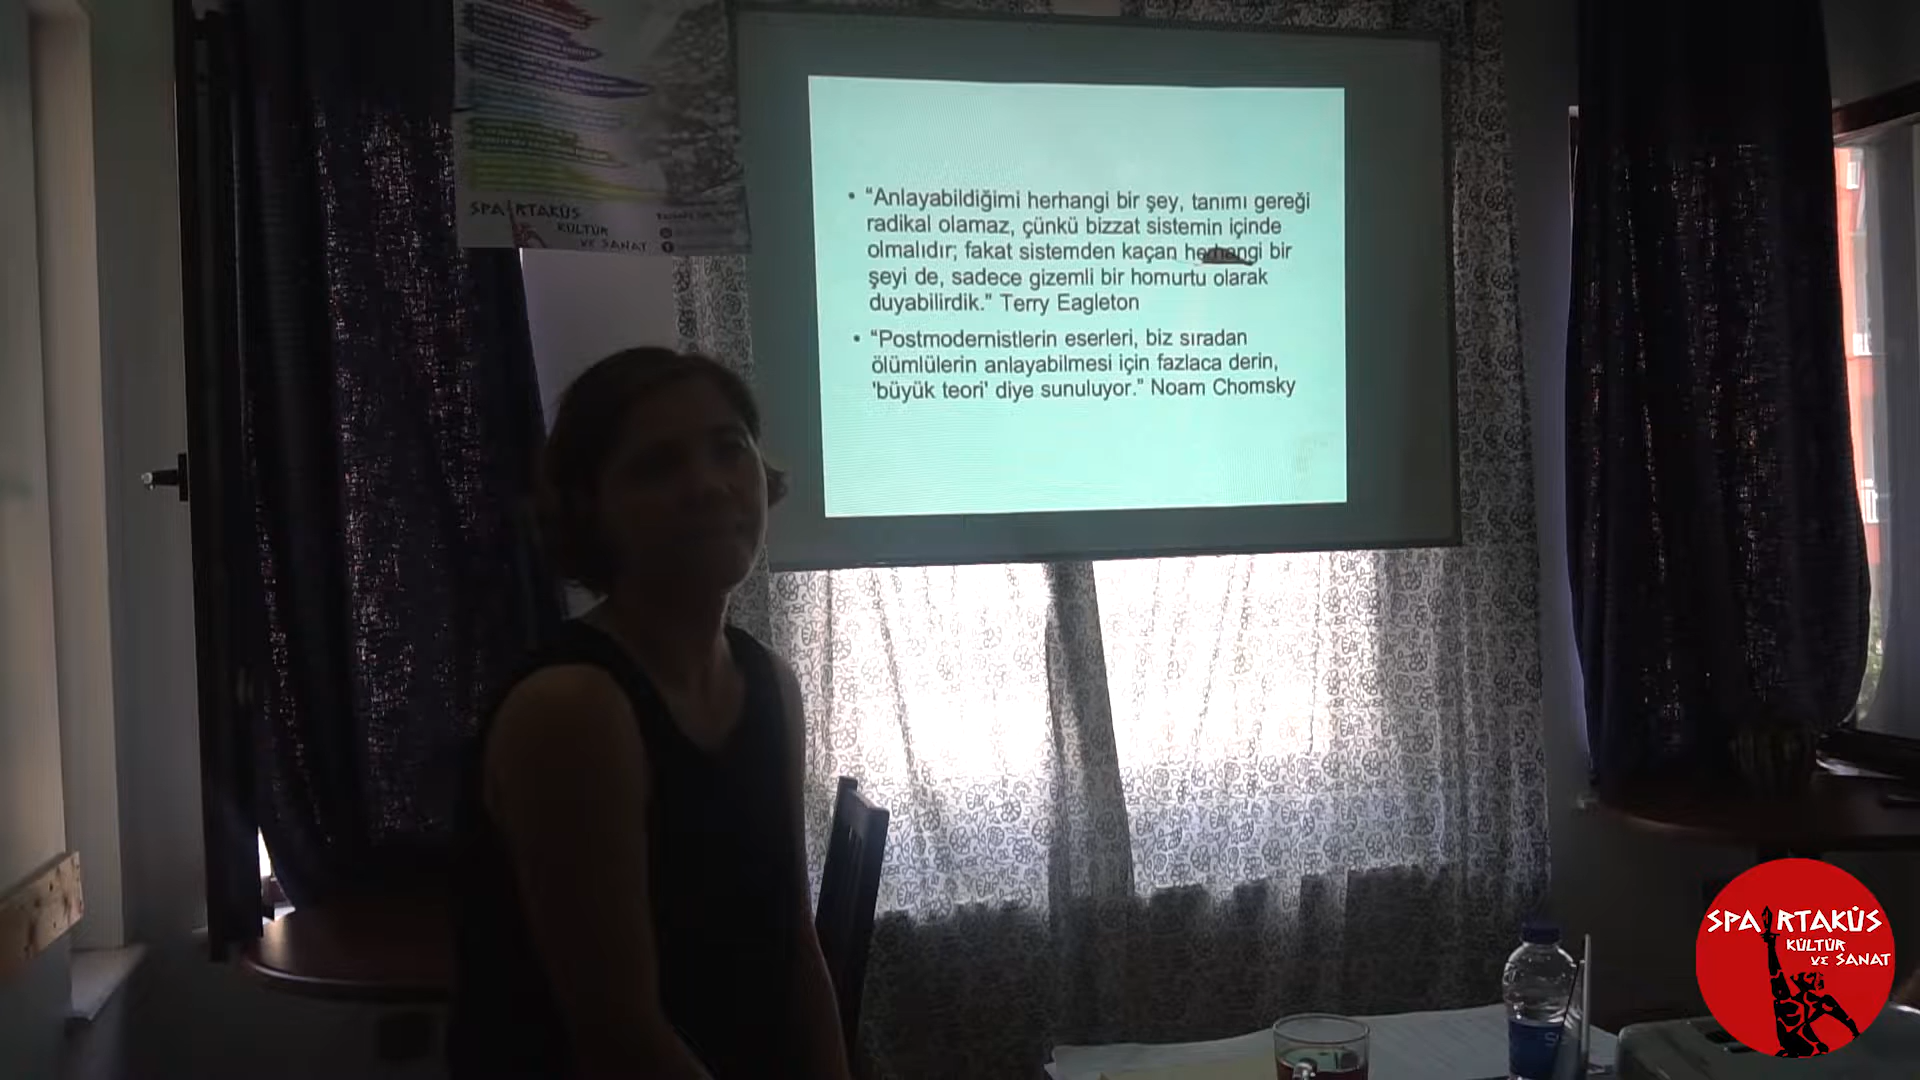 SPARTAKÜS
KÜLTÜR
VE SANAT
• “Anlayabildiğimi herhangi bir şey, tanımı gereği
radikal olamaz, çünkü bizzat sistemin içinde
olmalıdır; fakat sistemden kaçan herhangi bir
şeyi de, sadece gizemli bir homurtu olarak
duyabilirdik.” Terry Eagleton
• “Postmodernistlerin eserleri, biz sıradan
ölümlülerin anlayabilmesi için fazlaca derin,
'büyük teori' diye sunuluyor.” Noam Chomsky
SPARTAKÜS
KÜLTÜR
VE SANAT